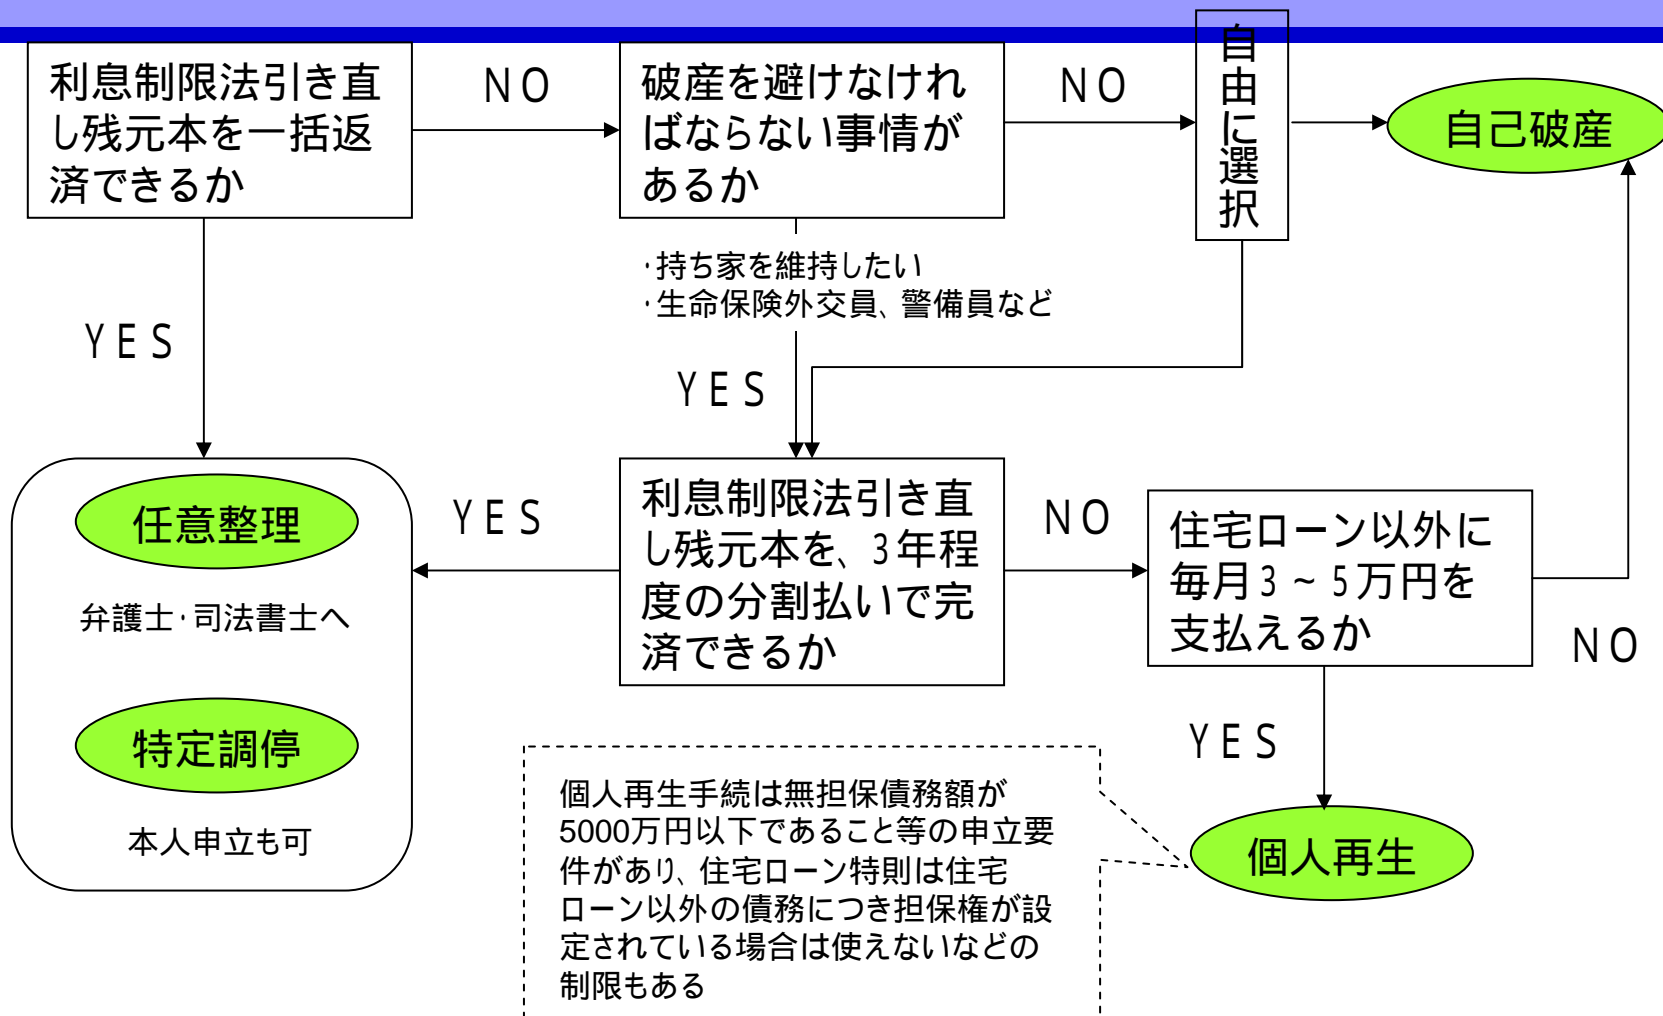 利息制限法引き直
し残元本を一括返
済できるか
NO
破産を避けなけれ
ばならない事情が
あるか
NO
自由に選択
自己破産
・持ち家を維持したい
・生命保険外交員、警備員など
YES
YES
任意整理
弁護士・司法書士へ
特定調停
本人申立も可
YES
利息制限法引き直
し残元本を、3年程
度の分割払いで完
済できるか
NO
住宅ローン以外に
毎月3~5万円を
支払えるか
NO
YES
個人再生
個人再生手続は無担保債務額が
5000万円以下であること等の申立要
件があり、住宅ローン特則は住宅
ローン以外の債務につき担保権が設
定されている場合は使えないなどの
制限もある